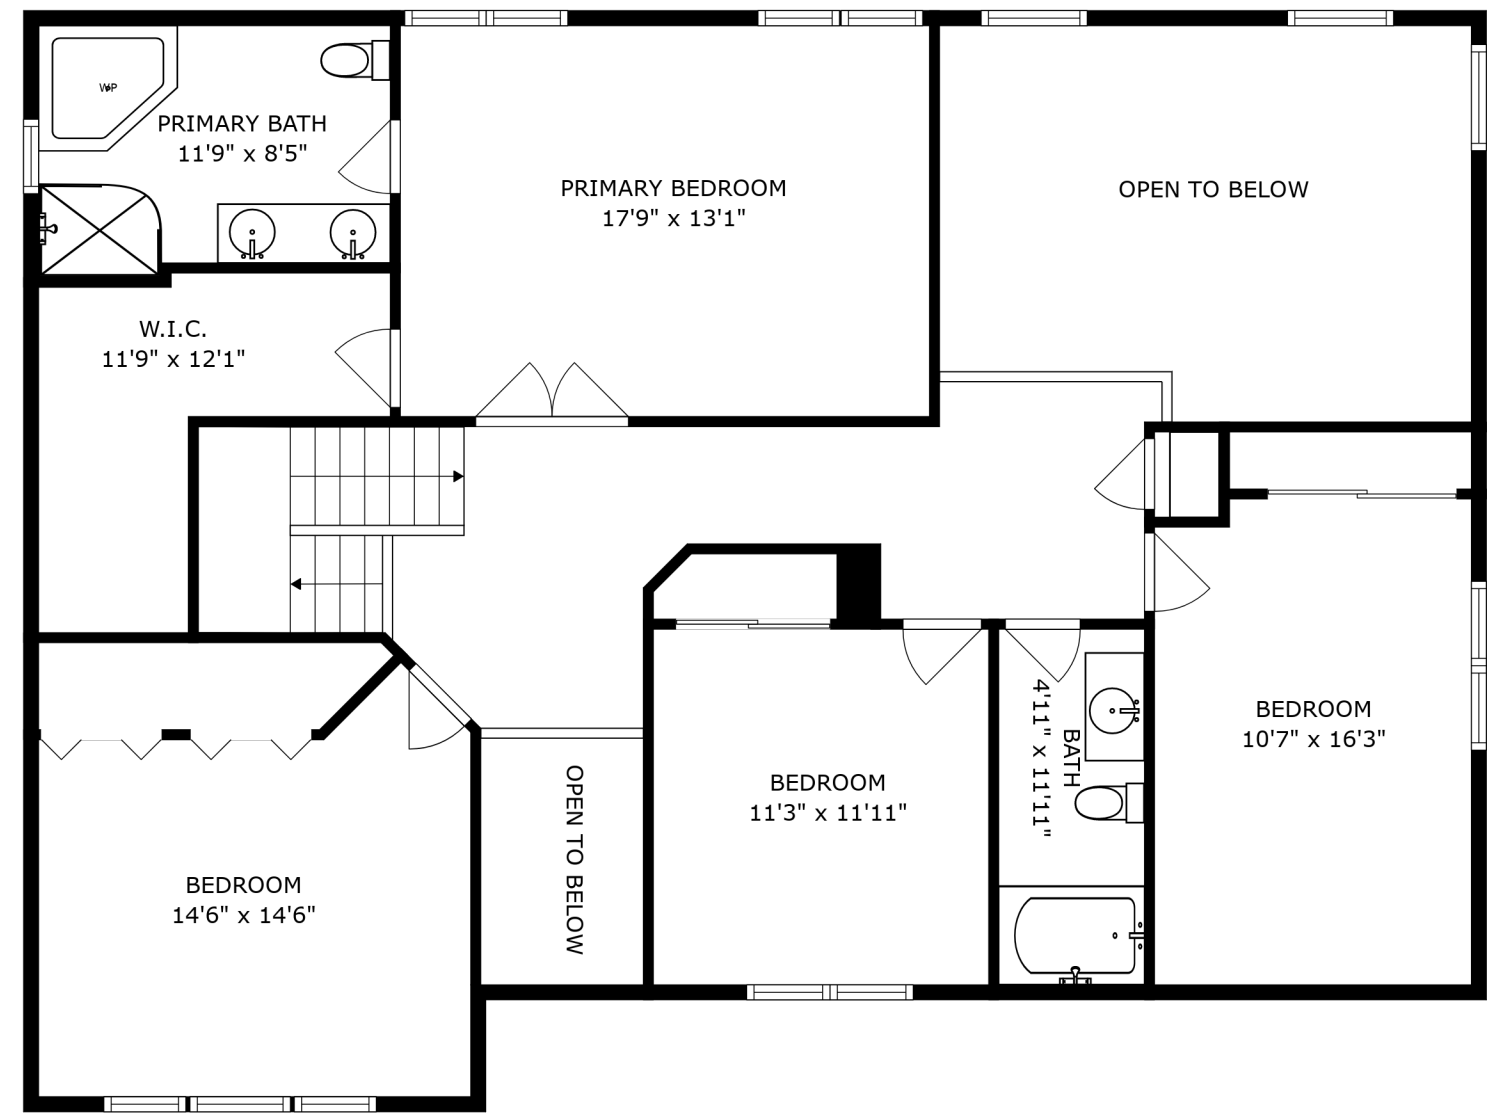 WP
PRIMARY BATH
11'9" x 8'5"
PRIMARY BEDROOM
17'9" x 13'1"
OPEN TO BELOW
W.I.C.
11'9" x 12'1"
BEDROOM
14'6" x 14'6"
OPEN TO BELOW
BEDROOM
11'3" x 11'11"
BATH
4'11" x 11'11"
BEDROOM
10'7" x 16'3"